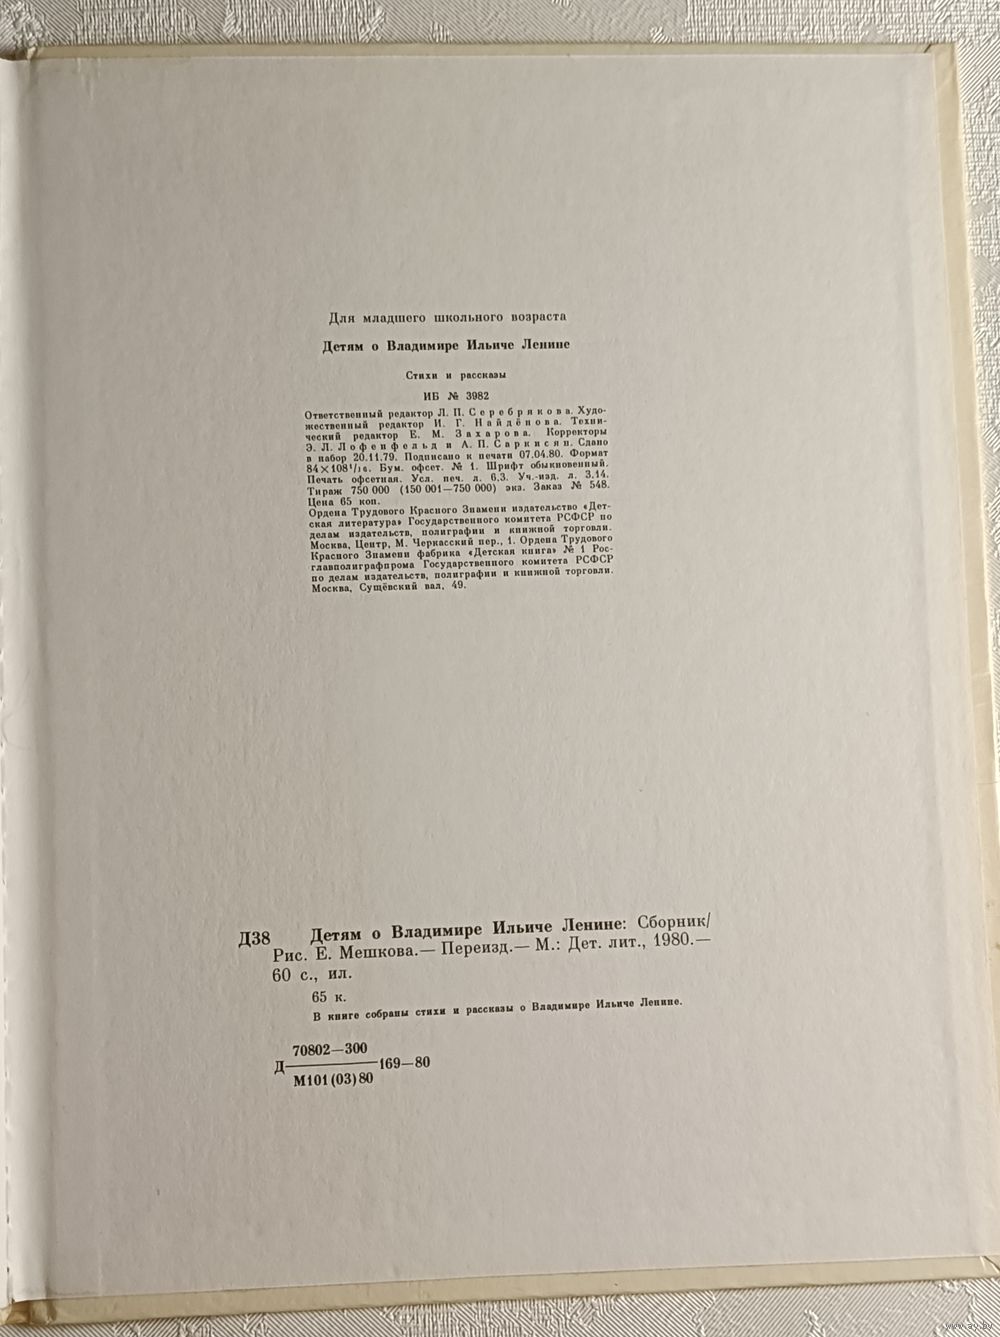 Для младшего школьного возраста
Детям о Владимире Ильиче Ленине
Стихи и рассказы
ИБ № 3982
Ответственный редактор Л. П. Серебрякова. Худо-
жественный редактор И. Г. Найдёнова. Техни-
ческий редактор Е. М. Захарова. Корректоры
Э. Л. Лофенфельд и А. П. Саркисян. Сдано
в набор 20.11.79. Подписано к печати 07.04.80. Формат
84×108¹/₁₆. Бум. офсет. № 1. Шрифт обыкновенный.
Печать офсетная. Усл. печ. л. 6,3. Уч.-изд. л. 3,14.
Тираж 750 000 (150 001—750 000) экз. Заказ № 548.
Цена 65 коп.
Ордена Трудового Красного Знамени издательство «Дет-
ская литература» Государственного комитета РСФСР по
делам издательств, полиграфии и книжной торговли.
Москва, Центр, М. Черкасский пер., 1. Ордена Трудового
Красного Знамени фабрика «Детская книга» № 1 Рос-
главполиграфпрома Государственного комитета РСФСР
по делам издательств, полиграфии и книжной торговли.
Москва, Сущёвский вал, 49.
Д38 Детям о Владимире Ильиче Ленине: Сборник/
Рис. Е. Мешкова.— Переизд.— М.: Дет. лит., 1980.—
60 с., ил.
65 к.
В книге собраны стихи и рассказы о Владимире Ильиче Ленине.
70802—300
Д 169—80
М101(03)80
www.ay.by